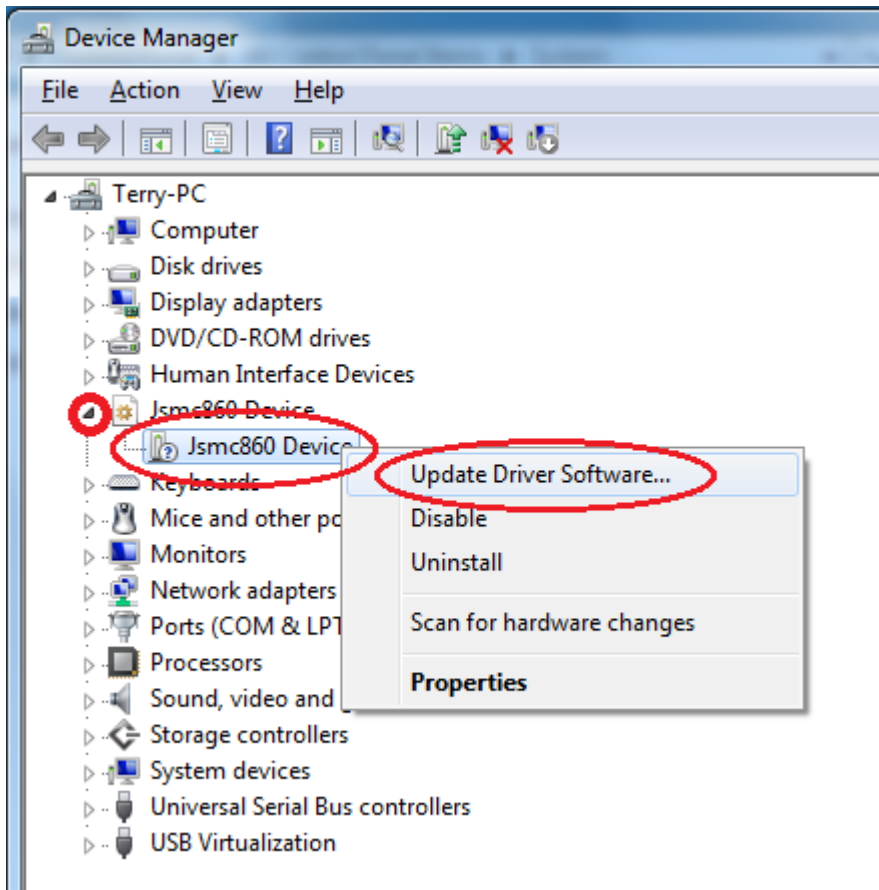 Device Manager
File Action View Help
Terry-PC
Computer
Disk drives
Display adapters
DVD/CD-ROM drives
Human Interface Devices
Jsmc860 Device
Jsmc860 Device
Update Driver Software...
Keyboards
Disable
Mice and other po
Uninstall
Monitors
Network adapters
Scan for hardware changes
Ports (COM & LPT
Processors
Properties
Sound, video and
Storage controllers
System devices
Universal Serial Bus controllers
USB Virtualization